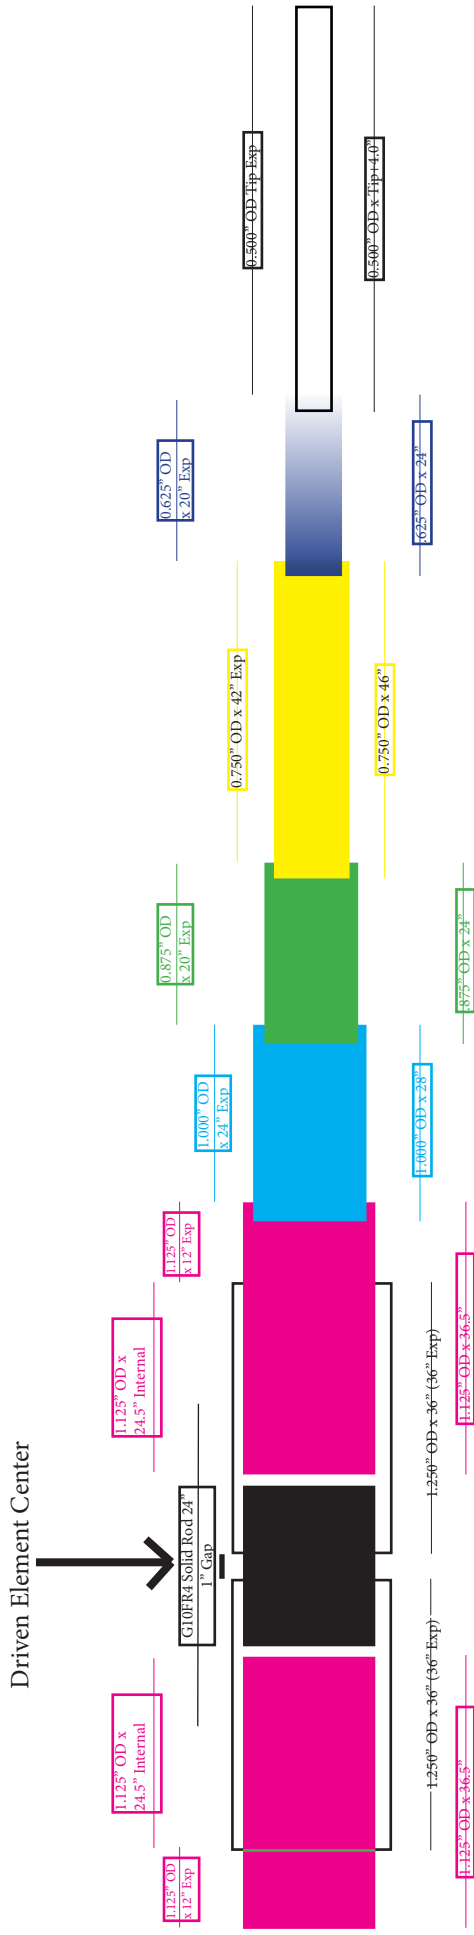 Driven Element Center
1.125” OD
x 12” Exp
1.125” OD x
24.5” Internal
G10FR4 Solid Rod 24”
1” Gap
1.125” OD x
24.5” Internal
1.125” OD
x 12” Exp
1.000” OD
x 24” Exp
0.875” OD
x 20” Exp
0.750” OD x 42” Exp
0.625” OD
x 20” Exp
0.500” OD Tip Exp
1.125” OD x 36.5”
1.250” OD x 36” (36” Exp)
1.250” OD x 36” (36” Exp)
1.125” OD x 36.5”
1.000” OD x 28”
.875” OD x 24”
0.750” OD x 46”
.625” OD x 24”
0.500” OD x Tip+4.0”